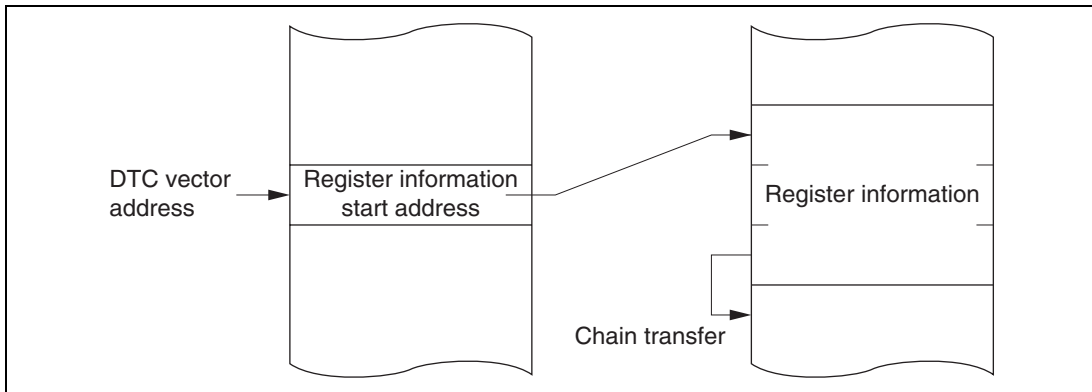 DTC vector
address
Register information
start address
Register information
Chain transfer